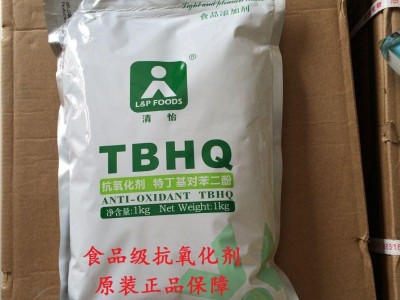 食品添加剂
®
L&P FOODS
清怡
TBHQ
抗氧化剂 特丁基对苯二酚
ANTI-OXIDANT TBHQ
净含量:1kg Net Weight:1kg
食品级抗氧化剂
原装正品保障